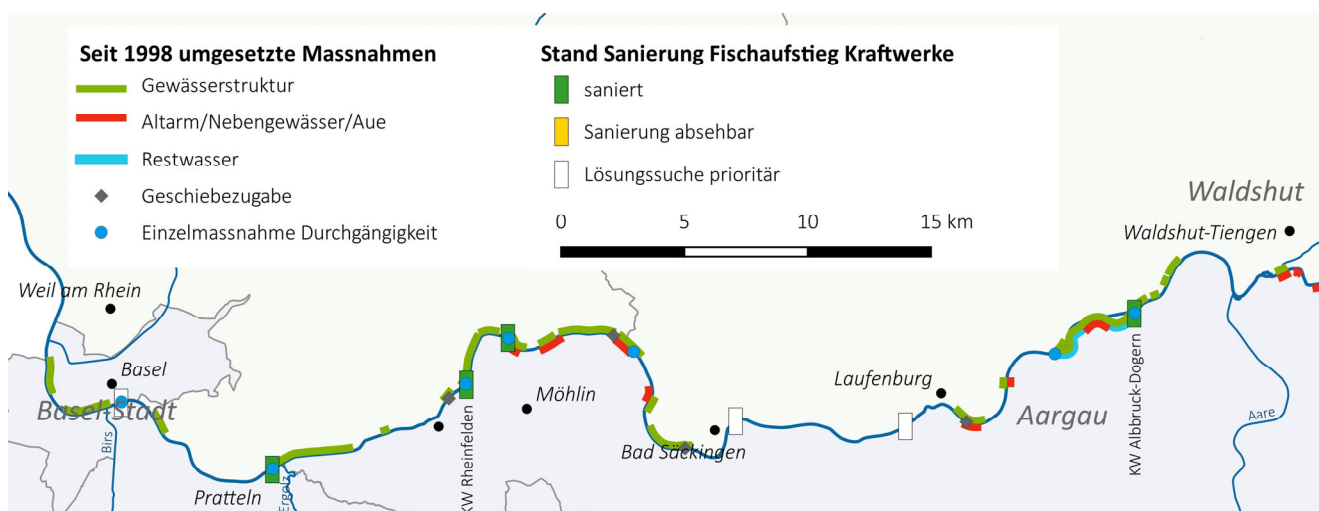 Seit 1998 umgesetzte Massnahmen
Gewässerstruktur
Altarm/Nebengewässer/Aue
Restwasser
Geschiebezugabe
Einzelmassnahme Durchgängigkeit
Stand Sanierung Fischaufstieg Kraftwerke
saniert
Sanierung absehbar
Lösungssuche prioritär
0 5 10 15 km
Waldshut
Waldshut-Tiengen
Weil am Rhein
Basel
Basel-Stadt
Birs
Pratteln
Ergolz
KW Rheinfelden
Möhlin
Bad Säckingen
Laufenburg
Aargau
KW Albbruck-Dogern
Aare